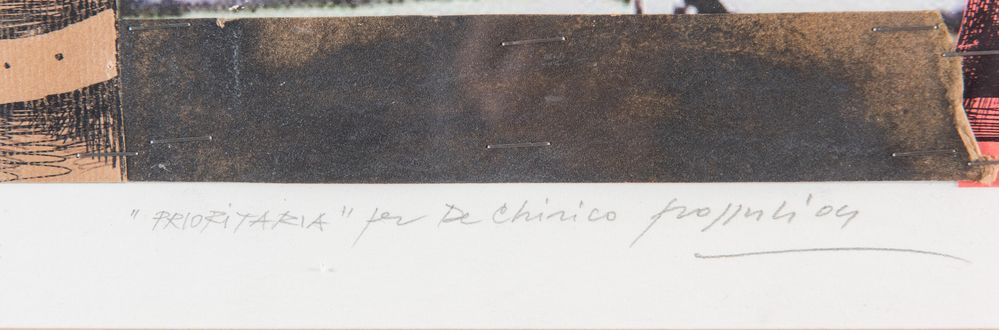 "PRIORITARIA" per De Chirico